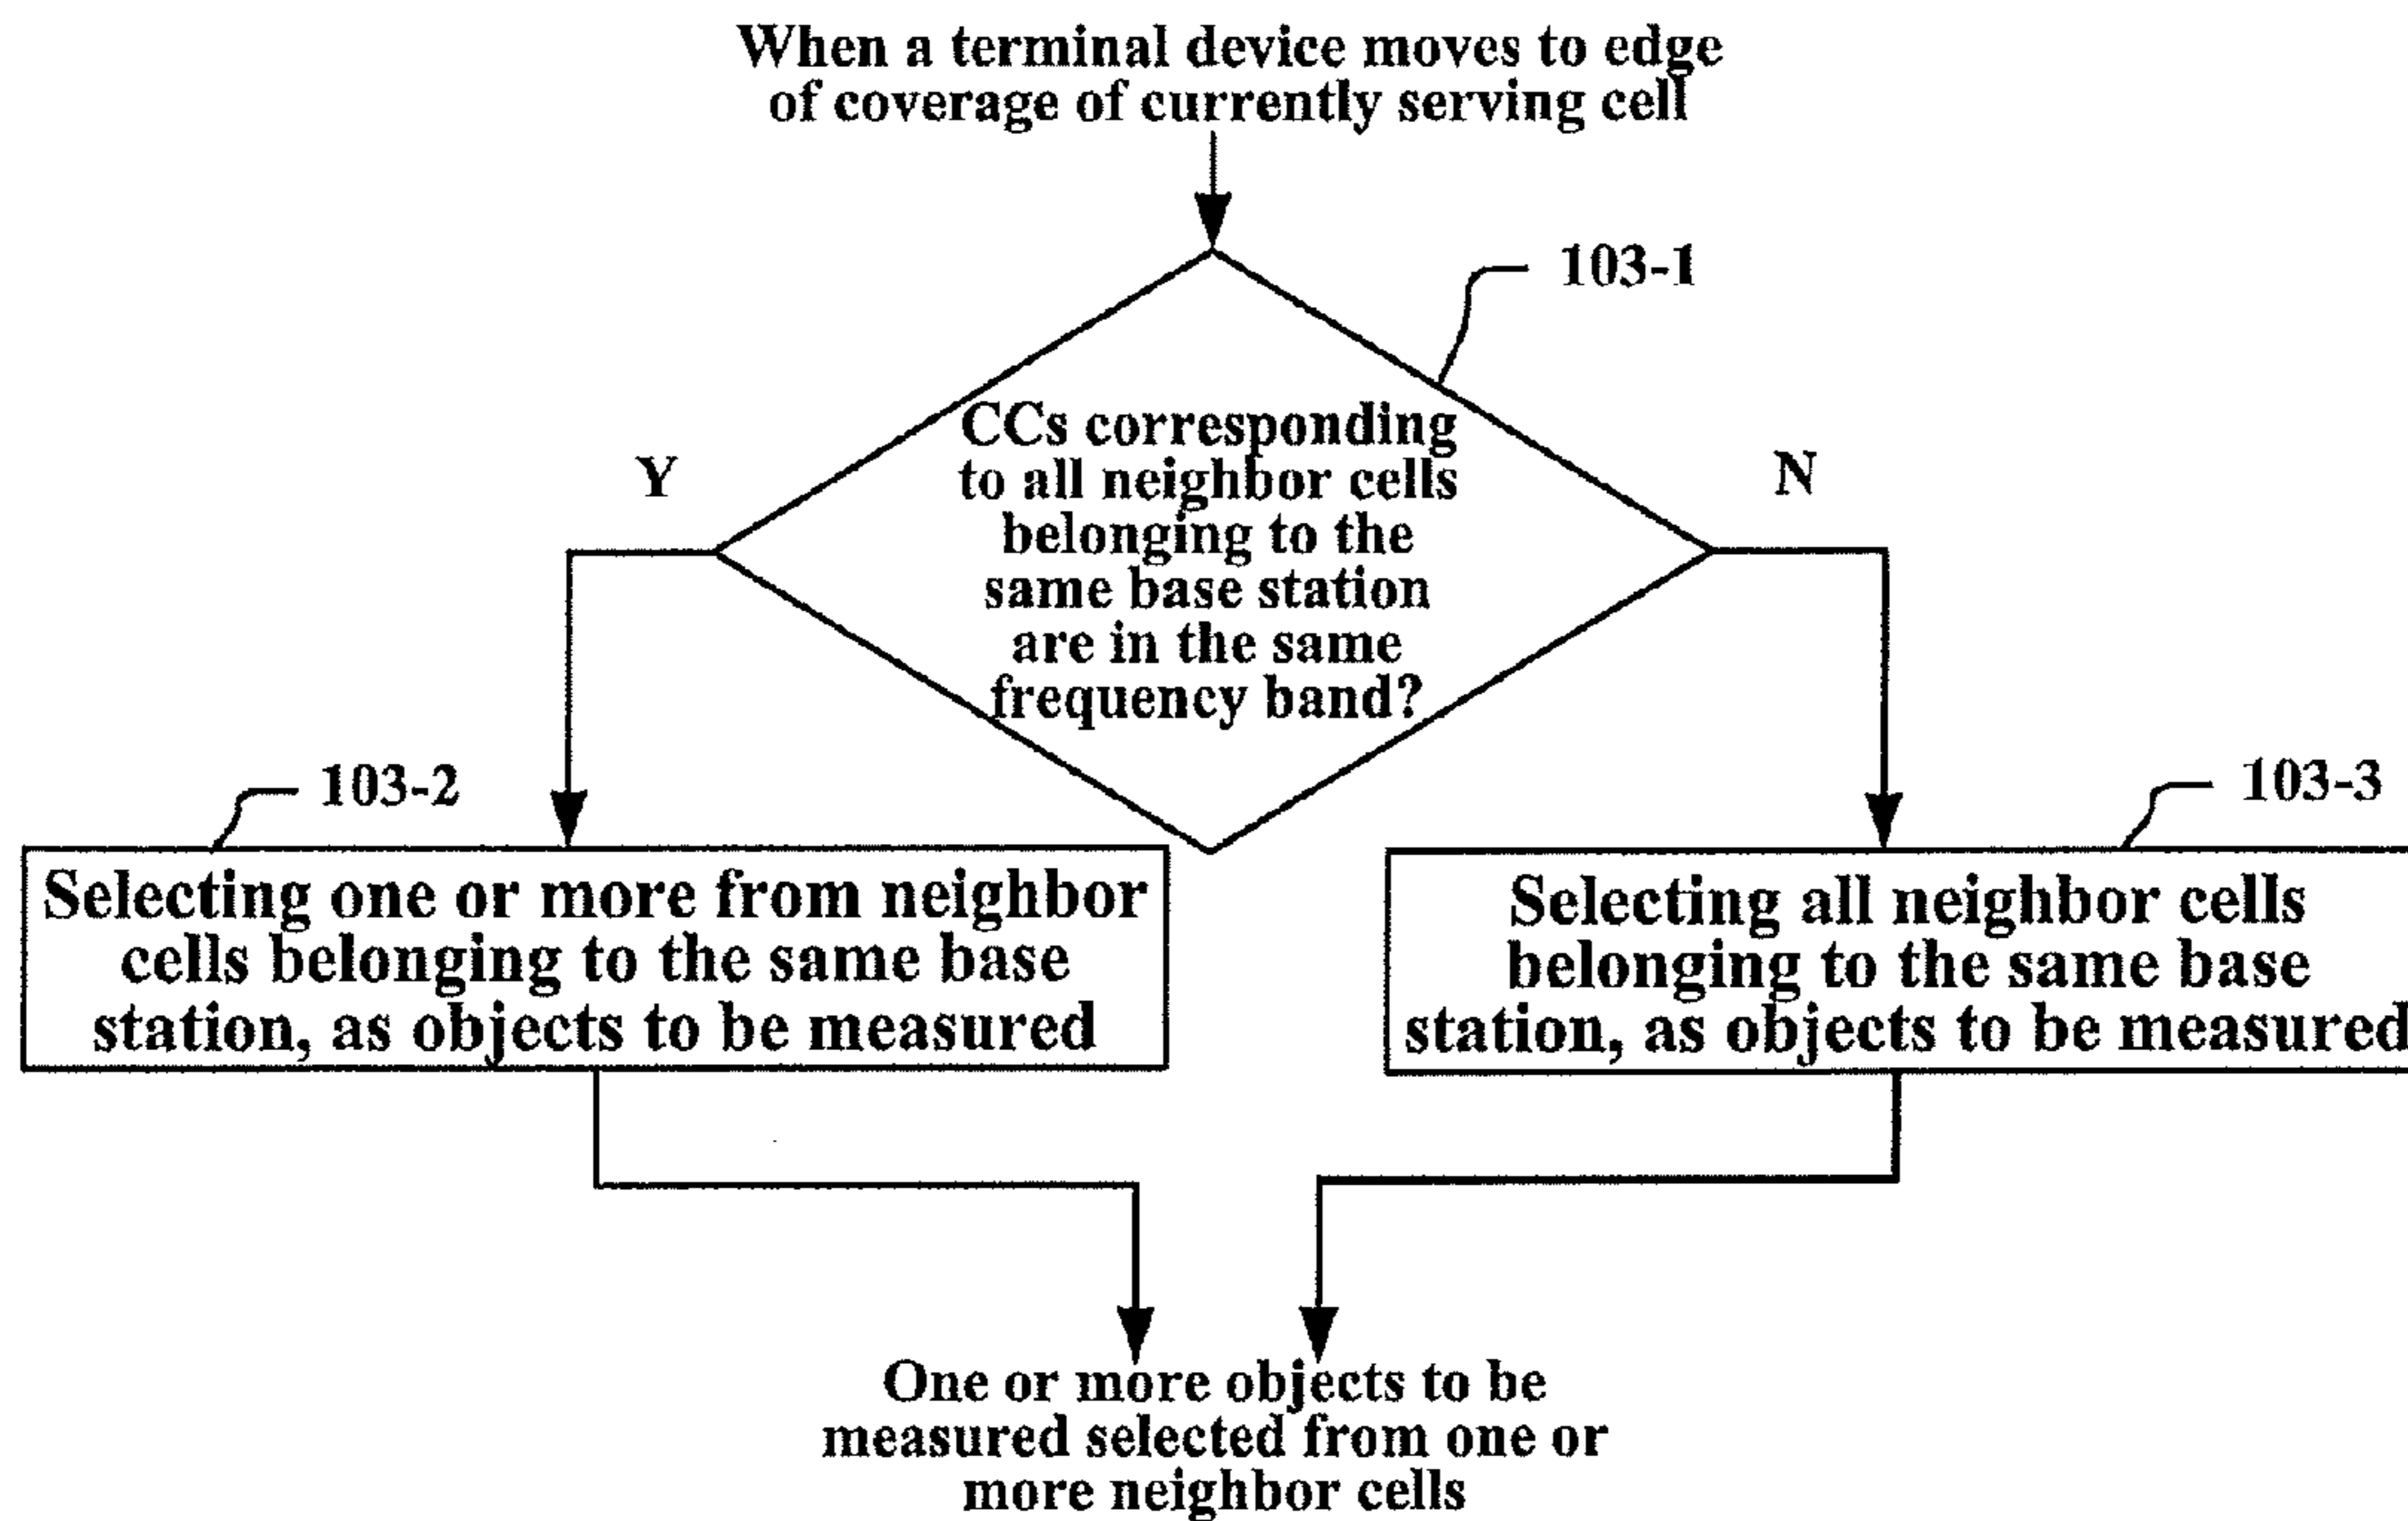 When a terminal device moves to edge
of coverage of currently serving cell
103-1
CCs corresponding
to all neighbor cells
belonging to the
same base station
are in the same
frequency band?
Y
N
103-2
103-3
Selecting one or more from neighbor
cells belonging to the same base
station, as objects to be measured
Selecting all neighbor cells
belonging to the same base
station, as objects to be measured
One or more objects to be
measured selected from one or
more neighbor cells